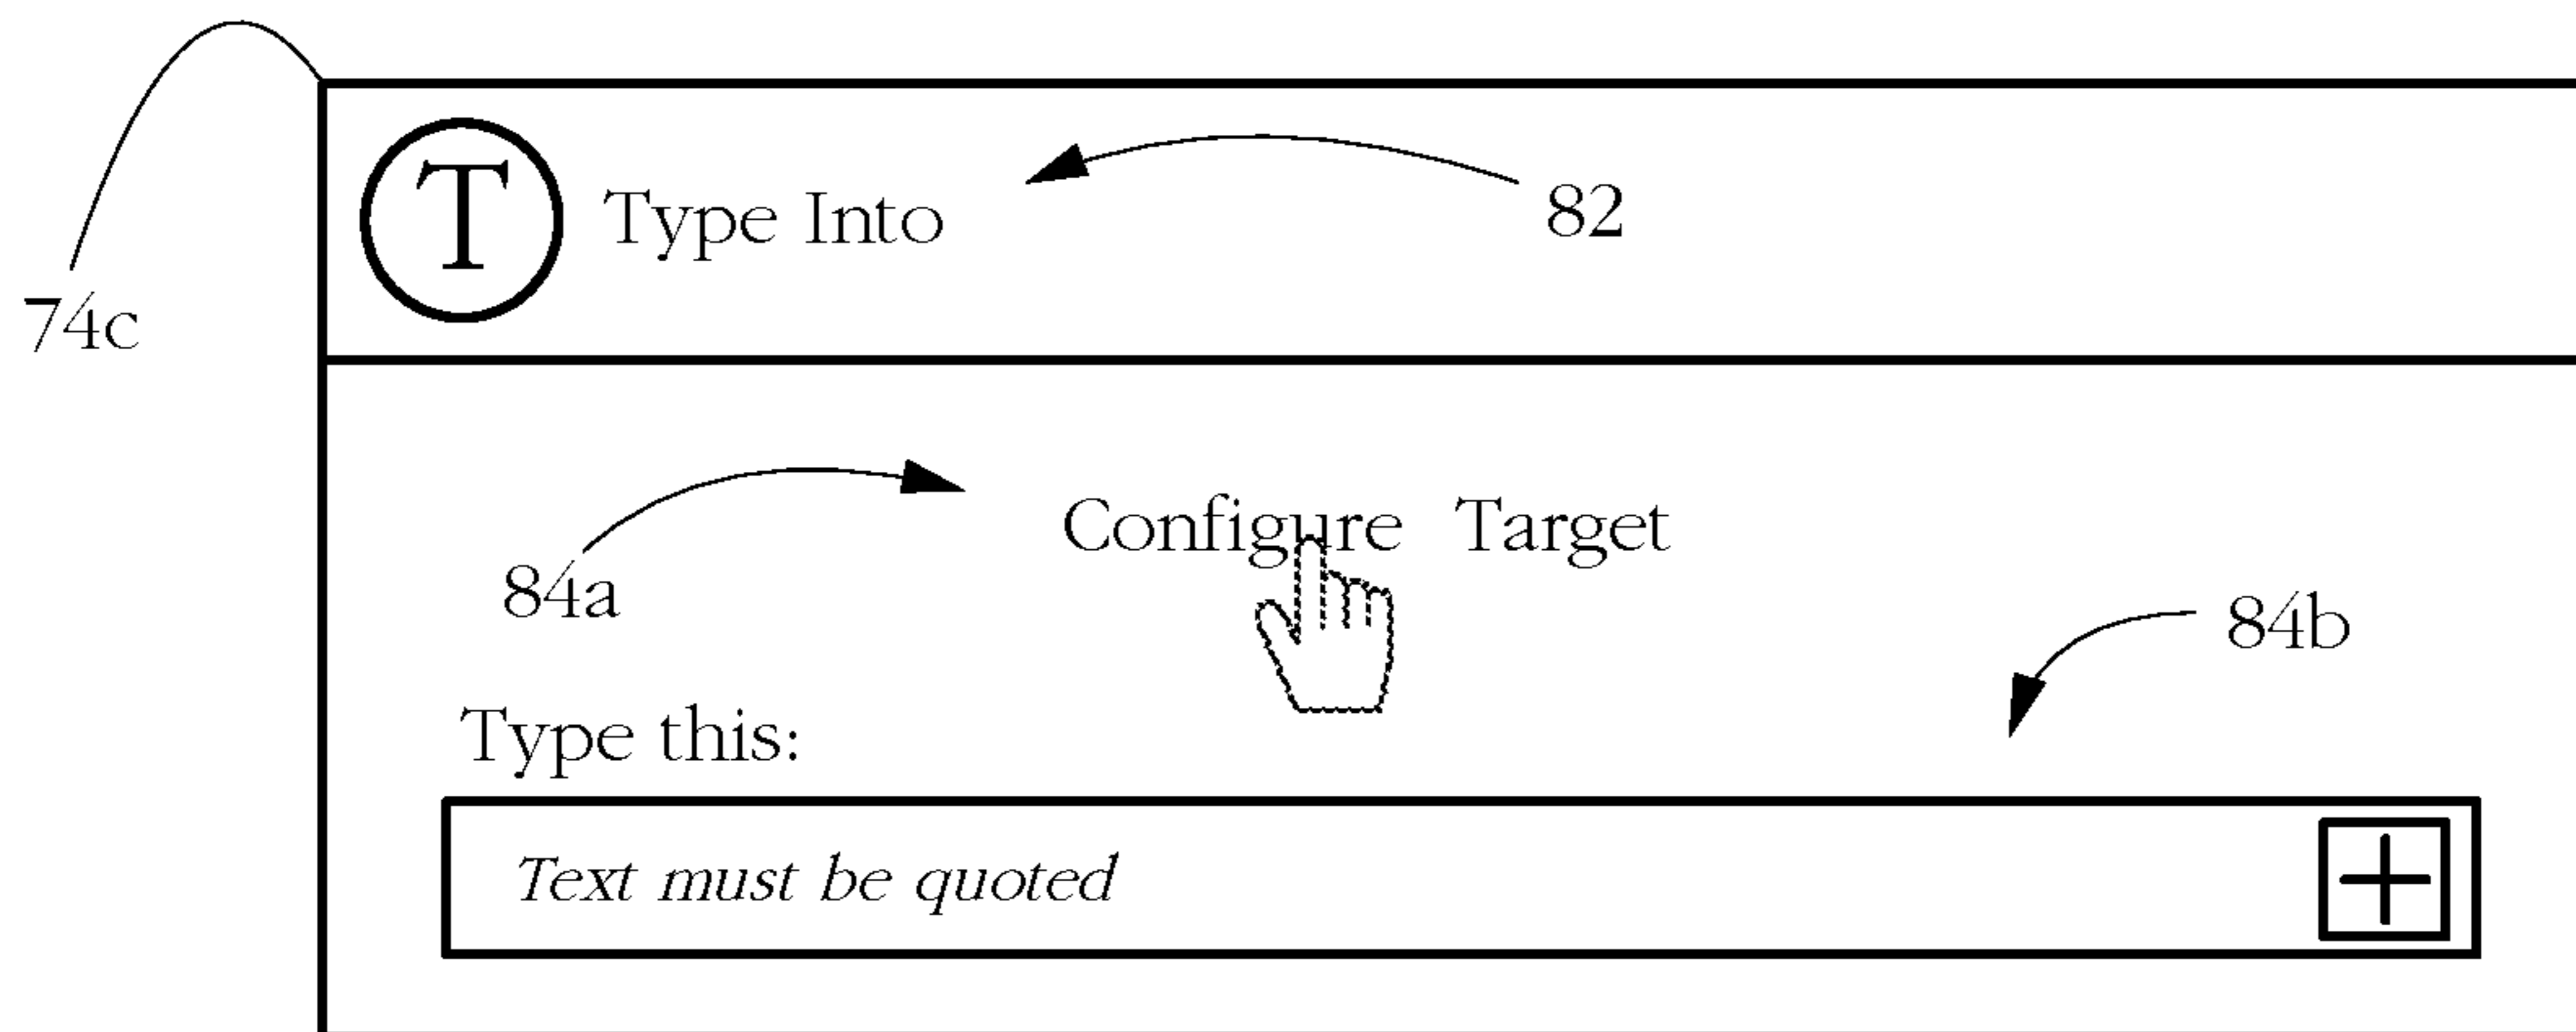 T Type Into
82
74c
Configure Target
84a
84b
Type this:
Text must be quoted